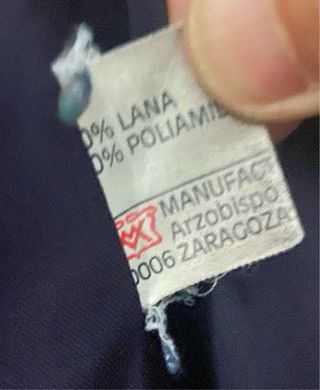 0% LANA
0% POLIAMI
MANUFAC
Arzobispo
0006 ZARAGOZA